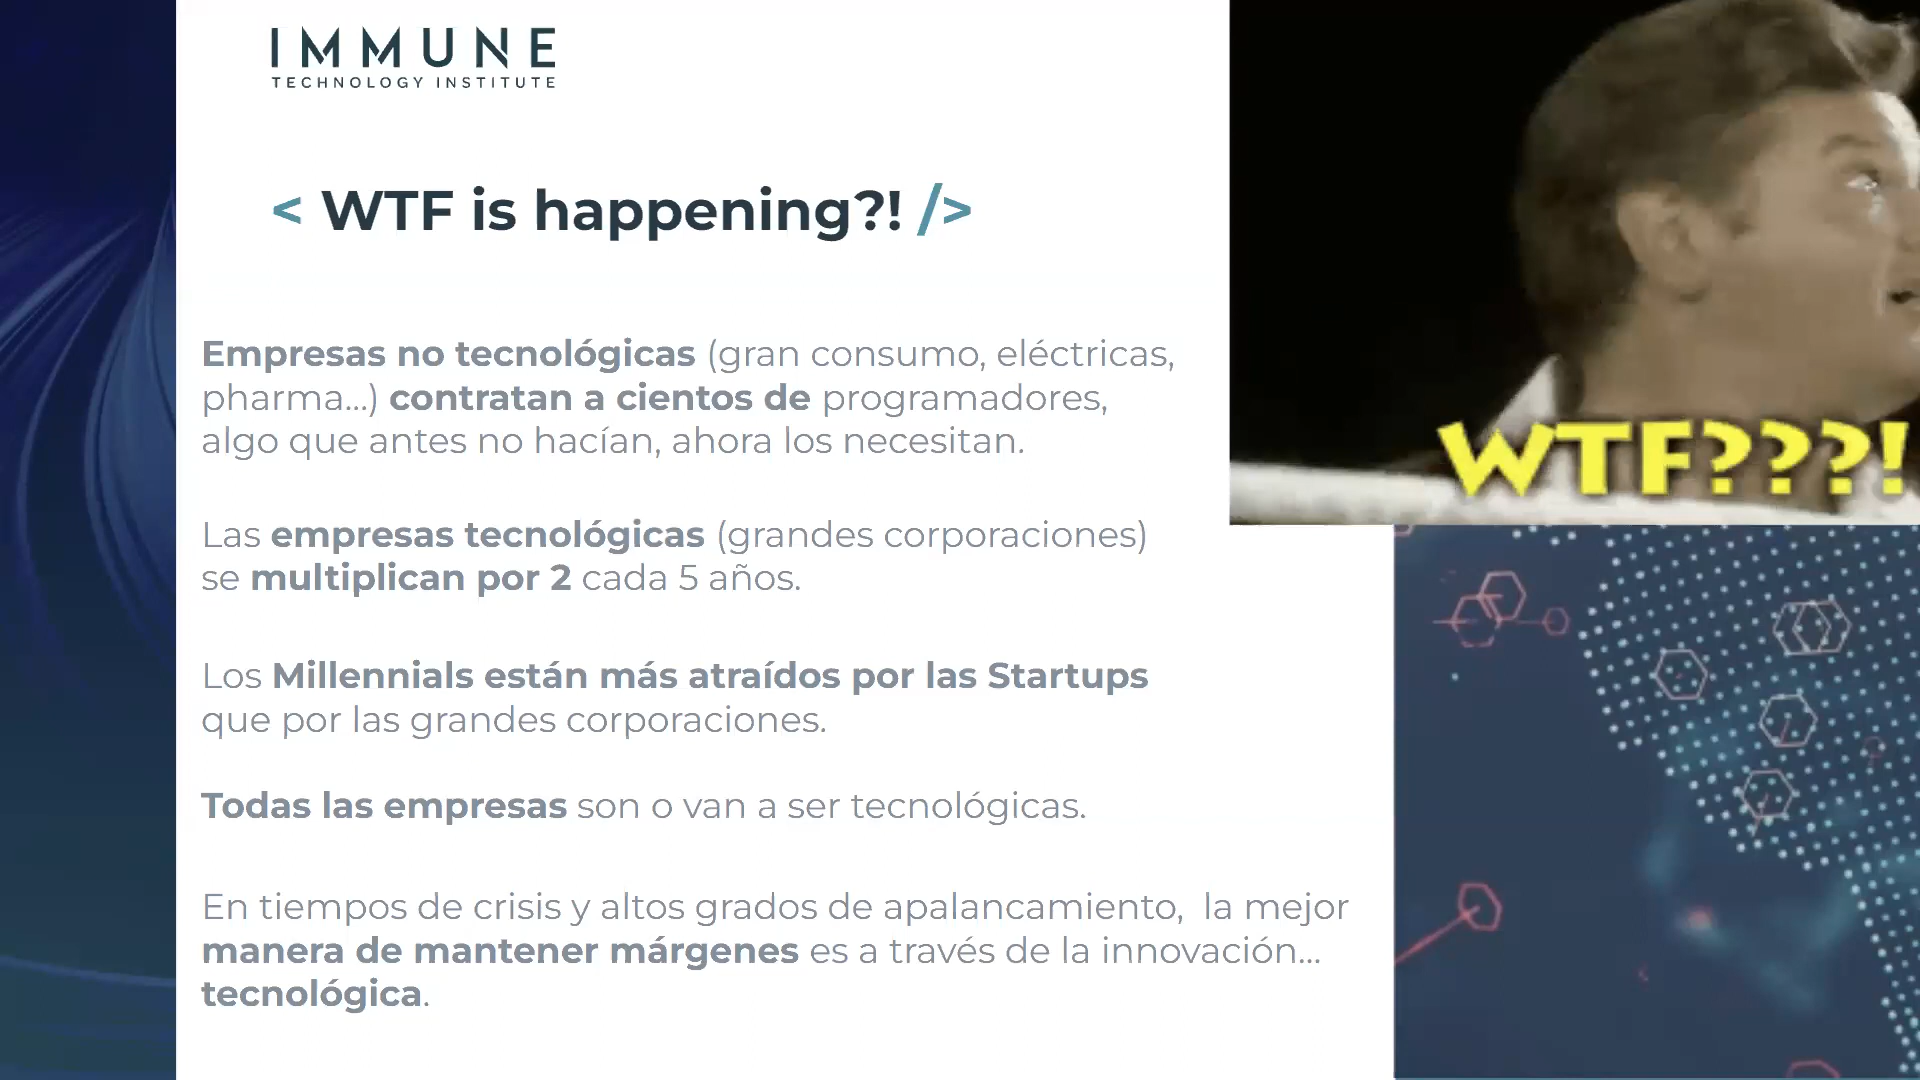 IMMUNE
TECHNOLOGY INSTITUTE
< WTF is happening?! />
Empresas no tecnológicas (gran consumo, eléctricas,
pharma...) contratan a cientos de programadores,
algo que antes no hacían, ahora los necesitan.
Las empresas tecnológicas (grandes corporaciones)
se multiplican por 2 cada 5 años.
Los Millennials están más atraídos por las Startups
que por las grandes corporaciones.
Todas las empresas son o van a ser tecnológicas.
En tiempos de crisis y altos grados de apalancamiento, la mejor
manera de mantener márgenes es a través de la innovación...
tecnológica.
WTF???!